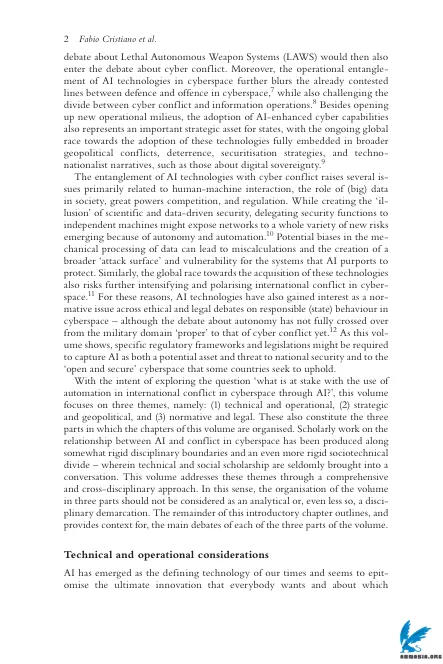 2 Fabio Cristiano et al.
debate about Lethal Autonomous Weapon Systems (LAWS) would then also
enter the debate about cyber conflict. Moreover, the operational entangle-
ment of AI technologies in cyberspace further blurs the already contested
lines between defence and offence in cyberspace,7 while also challenging the
divide between cyber conflict and information operations.8 Besides opening
up new operational milieus, the adoption of AI-enhanced cyber capabilities
also represents an important strategic asset for states, with the ongoing global
race towards the adoption of these technologies fully embedded in broader
geopolitical conflicts, deterrence, securitisation strategies, and techno-
nationalist narratives, such as those about digital sovereignty.9
The entanglement of AI technologies with cyber conflict raises several is-
sues primarily related to human-machine interaction, the role of (big) data
in society, great powers competition, and regulation. While creating the 'il-
lusion' of scientific and data-driven security, delegating security functions to
independent machines might expose networks to a whole variety of new risks
emerging because of autonomy and automation.10 Potential biases in the me-
chanical processing of data can lead to miscalculations and the creation of a
broader 'attack surface' and vulnerability for the systems that AI purports to
protect. Similarly, the global race towards the acquisition of these technologies
also risks further intensifying and polarising international conflict in cyber-
space.11 For these reasons, AI technologies have also gained interest as a nor-
mative issue across ethical and legal debates on responsible (state) behaviour in
cyberspace – although the debate about autonomy has not fully crossed over
from the military domain 'proper' to that of cyber conflict yet.12 As this vol-
ume shows, specific regulatory frameworks and legislations might be required
to capture AI as both a potential asset and threat to national security and to the
'open and secure' cyberspace that some countries seek to uphold.
With the intent of exploring the question 'what is at stake with the use of
automation in international conflict in cyberspace through AI?', this volume
focuses on three themes, namely: (1) technical and operational, (2) strategic
and geopolitical, and (3) normative and legal. These also constitute the three
parts in which the chapters of this volume are organised. Scholarly work on the
relationship between AI and conflict in cyberspace has been produced along
somewhat rigid disciplinary boundaries and an even more rigid sociotechnical
divide – wherein technical and social scholarship are seldomly brought into a
conversation. This volume addresses these themes through a comprehensive
and cross-disciplinary approach. In this sense, the organisation of the volume
in three parts should not be considered as an analytical or, even less so, a disci-
plinary demarcation. The remainder of this introductory chapter outlines, and
provides context for, the main debates of each of the three parts of the volume.
Technical and operational considerations
AI has emerged as the defining technology of our times and seems to epit-
omise the ultimate innovation that everybody wants and about which